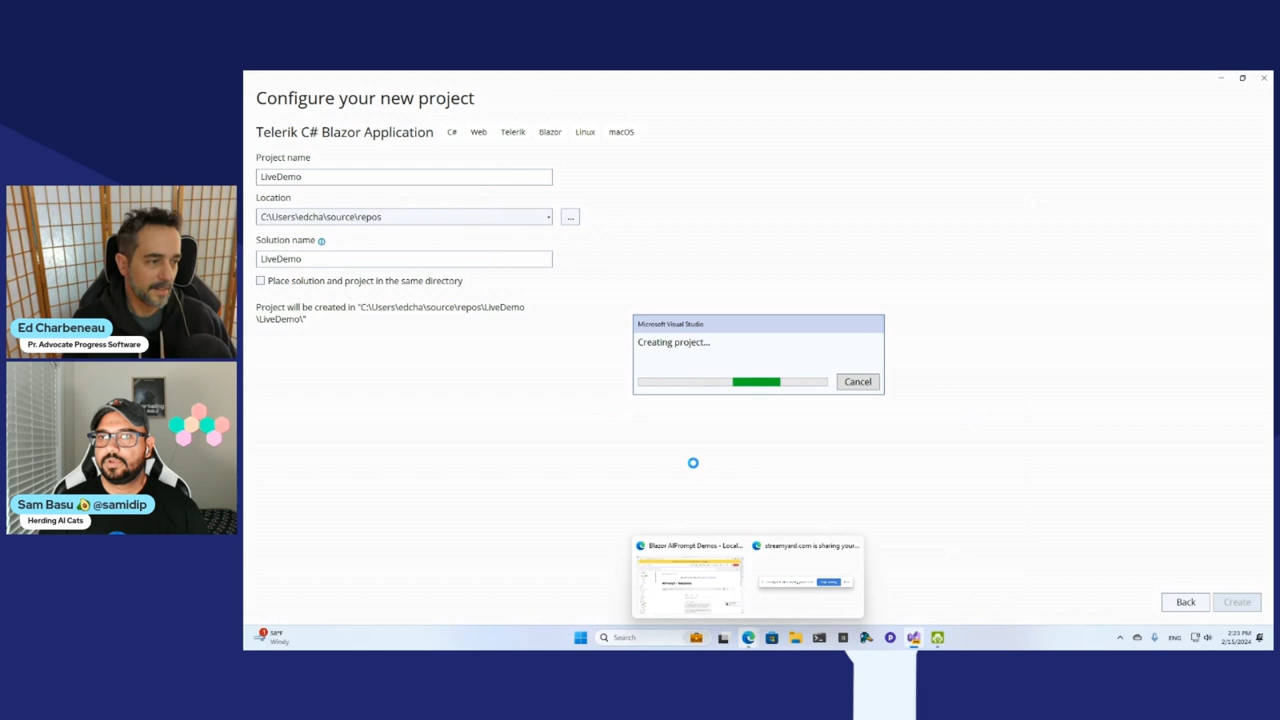 Configure your new project
Telerik C# Blazor Application C# Web Telerik Blazor Linux macOS
Project name
LiveDemo
Location
C:\Users\edcha\source\repos
...
Solution name
LiveDemo
Place solution and project in the same directory
Project will be created in "C:\Users\edcha\source\repos\LiveDemo
\LiveDemo\"
Microsoft Visual Studio
Creating project...
Cancel
Ed Charbeneau
Pr. Advocate Progress Software
Sam Basu 🥑 @samidip
Herding AI Cats
Blazor AIPrompt Demos - Local...
streamyard.com is sharing your...
Back
Create
58°F
Windy
Search
ENG
2:23 PM
2/15/2024